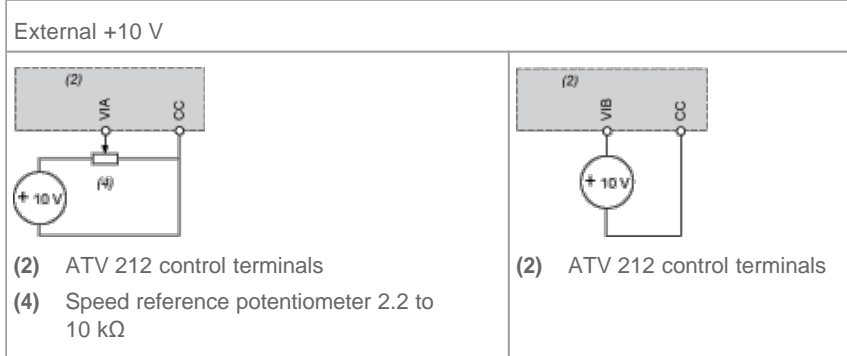 External +10 V
(2)
VIA
CC
(4)
+ 10 V
(2) ATV 212 control terminals
(4) Speed reference potentiometer 2.2 to
10 kΩ
(2)
VIB
CC
+ 10 V
(2) ATV 212 control terminals